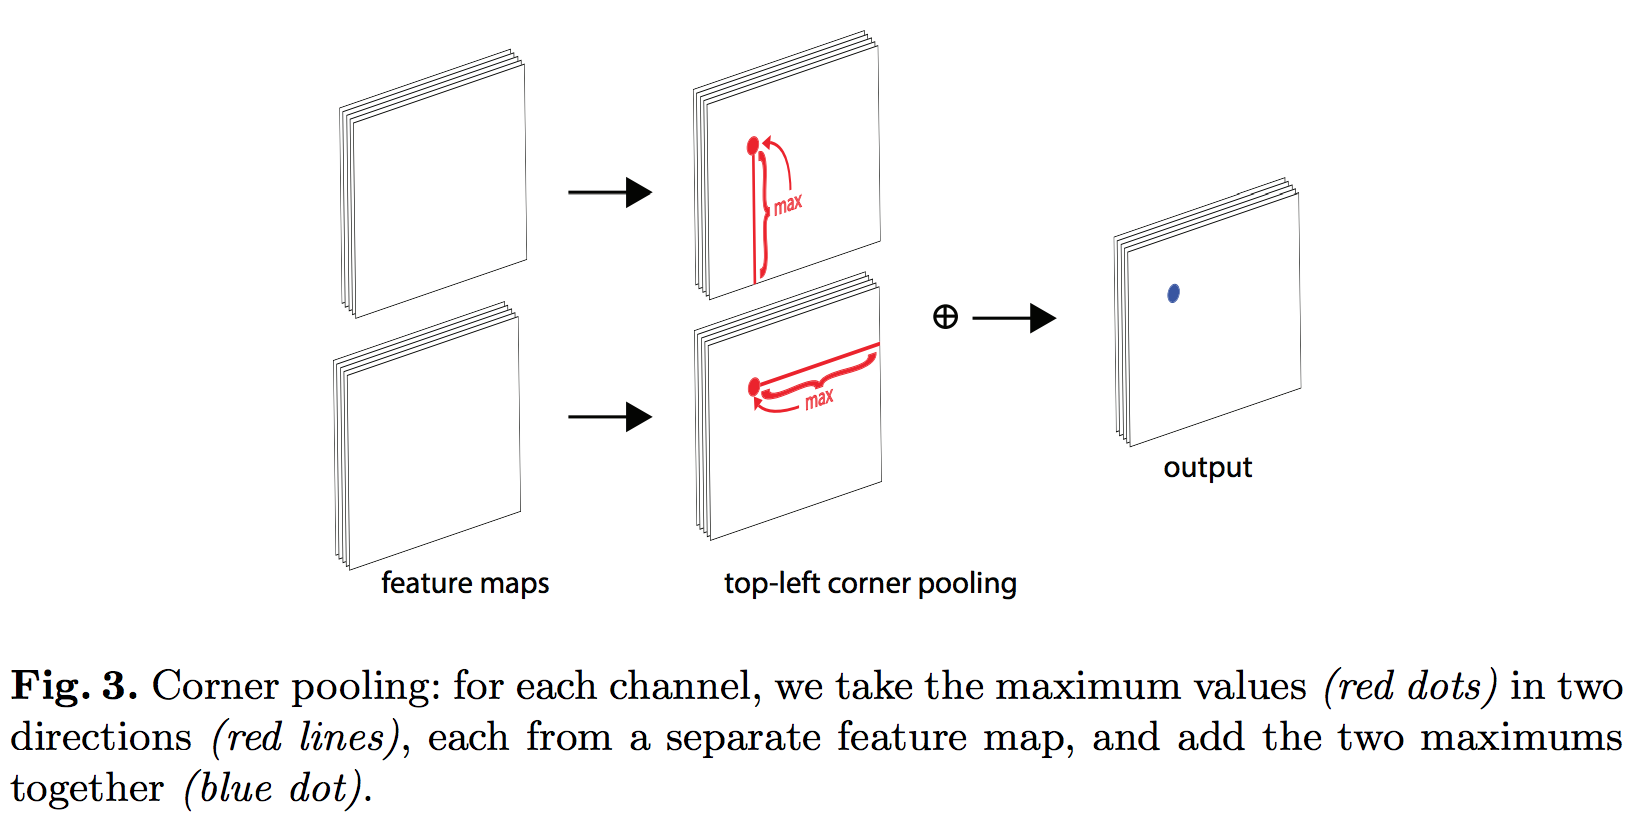 max
max
⊕
output
feature maps
top-left corner pooling
Fig. 3. Corner pooling: for each channel, we take the maximum values (red dots) in two
directions (red lines), each from a separate feature map, and add the two maximums
together (blue dot).